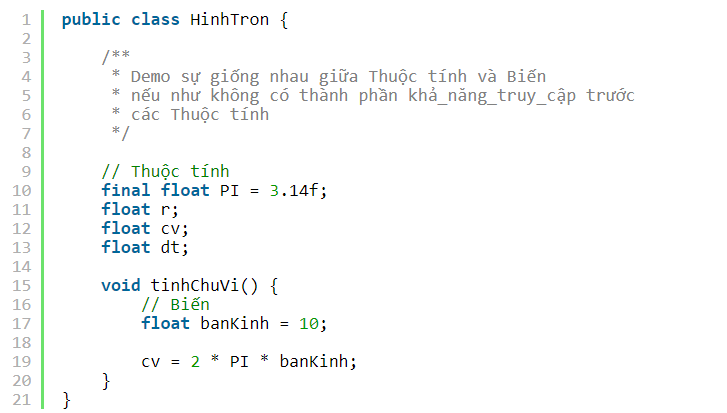 1 public class HinhTron {
2
3 /**
4 * Demo sự giống nhau giữa Thuộc tính và Biến
5 * nếu như không có thành phần khả_năng_truy_cập trước
6 * các Thuộc tính
7 */
8
9 // Thuộc tính
10 final float PI = 3.14f;
11 float r;
12 float cv;
13 float dt;
14
15 void tinhChuVi() {
16 // Biến
17 float banKinh = 10;
18
19 cv = 2 * PI * banKinh;
20 }
21 }